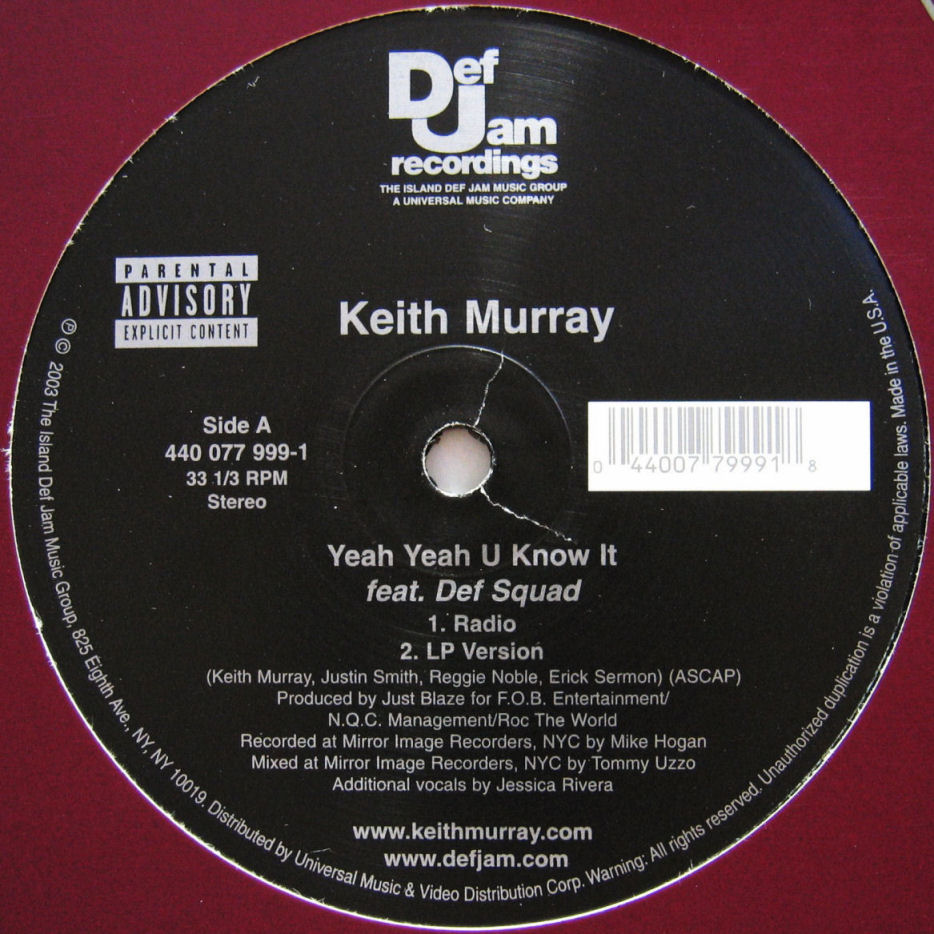 Def Jam
recordings
THE ISLAND DEF JAM MUSIC GROUP
A UNIVERSAL MUSIC COMPANY
PARENTAL
ADVISORY
EXPLICIT CONTENT
Keith Murray
Side A
440 077 999-1
33 1/3 RPM
Stereo
0 44007 79991 8
Yeah Yeah U Know It
feat. Def Squad
1. Radio
2. LP Version
(Keith Murray, Justin Smith, Reggie Noble, Erick Sermon) (ASCAP)
Produced by Just Blaze for F.O.B. Entertainment/
N.Q.C. Management/Roc The World
Recorded at Mirror Image Recorders, NYC by Mike Hogan
Mixed at Mirror Image Recorders, NYC by Tommy Uzzo
Additional vocals by Jessica Rivera
www.keithmurray.com
www.defjam.com
℗ © 2003 The Island Def Jam Music Group, 825 Eighth Ave., NY, NY 10019. Distributed by Universal Music & Video Distribution Corp. Warning: All rights reserved. Unauthorized duplication is a violation of applicable laws. Made in the U.S.A.